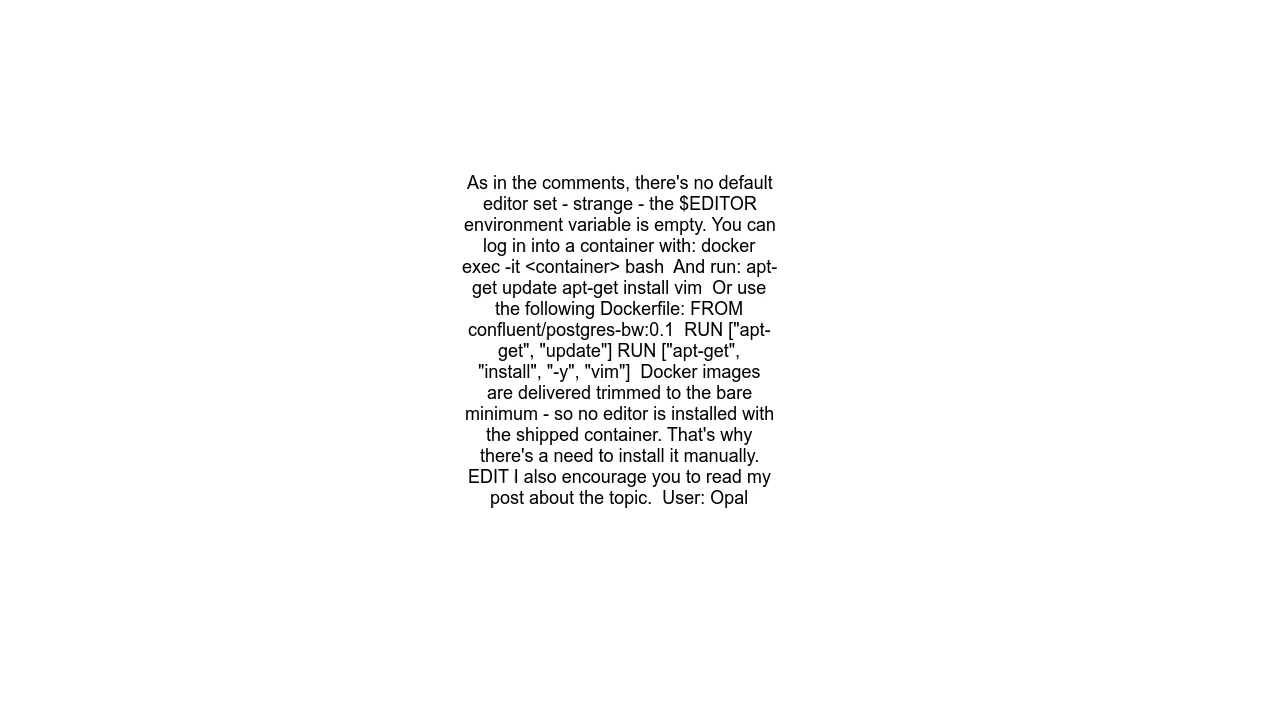 As in the comments, there's no default
editor set - strange - the $EDITOR
environment variable is empty. You can
log in into a container with: docker
exec -it <container> bash  And run: apt-
get update apt-get install vim  Or use
the following Dockerfile: FROM
confluent/postgres-bw:0.1  RUN ["apt-
get", "update"] RUN ["apt-get",
"install", "-y", "vim"]  Docker images
are delivered trimmed to the bare
minimum - so no editor is installed with
the shipped container. That's why
there's a need to install it manually.
EDIT I also encourage you to read my
post about the topic.  User: Opal